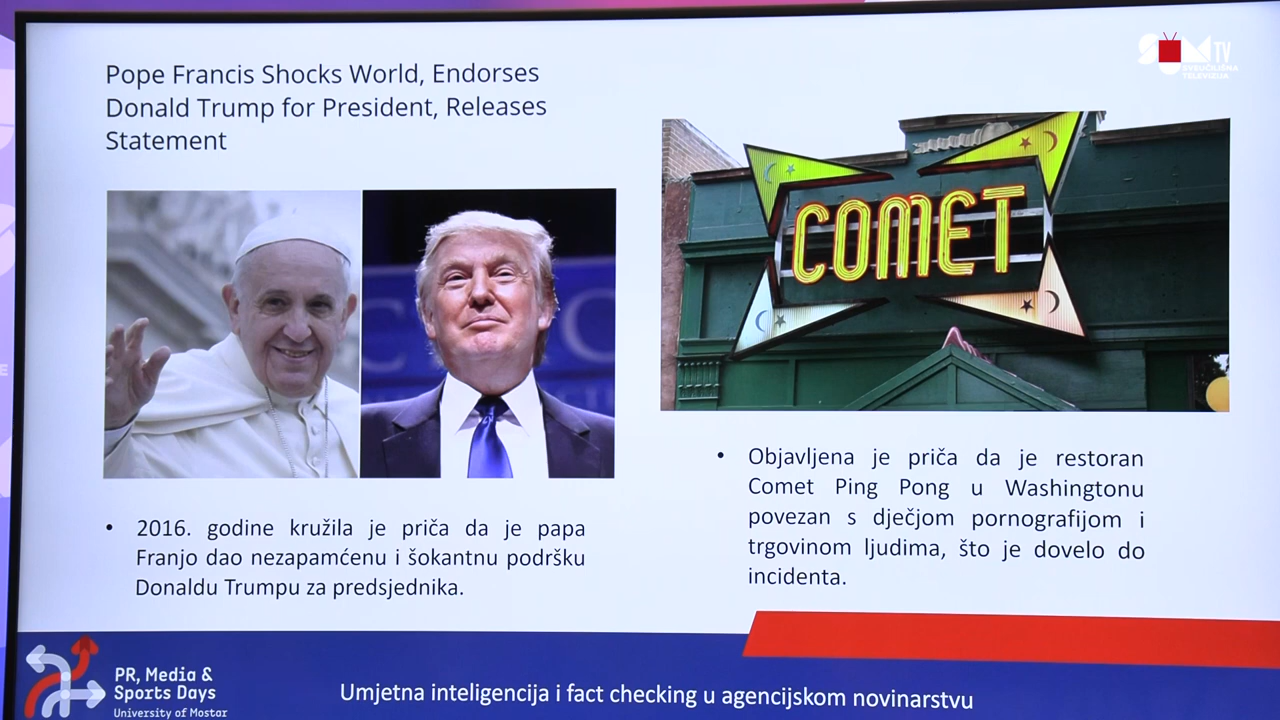 Pope Francis Shocks World, Endorses
Donald Trump for President, Releases
Statement
COMET
• 2016. godine kružila je priča da je papa
Franjo dao nezapamćenu i šokantnu podršku
Donaldu Trumpu za predsjednika.
• Objavljena je priča da je restoran
Comet Ping Pong u Washingtonu
povezan s dječjom pornografijom i
trgovinom ljudima, što je dovelo do
incidenta.
PR, Media &
Sports Days
University of Mostar
Umjetna inteligencija i fact checking u agencijskom novinarstvu
SUM TV
SVEUČILIŠNA
TELEVIZIJA